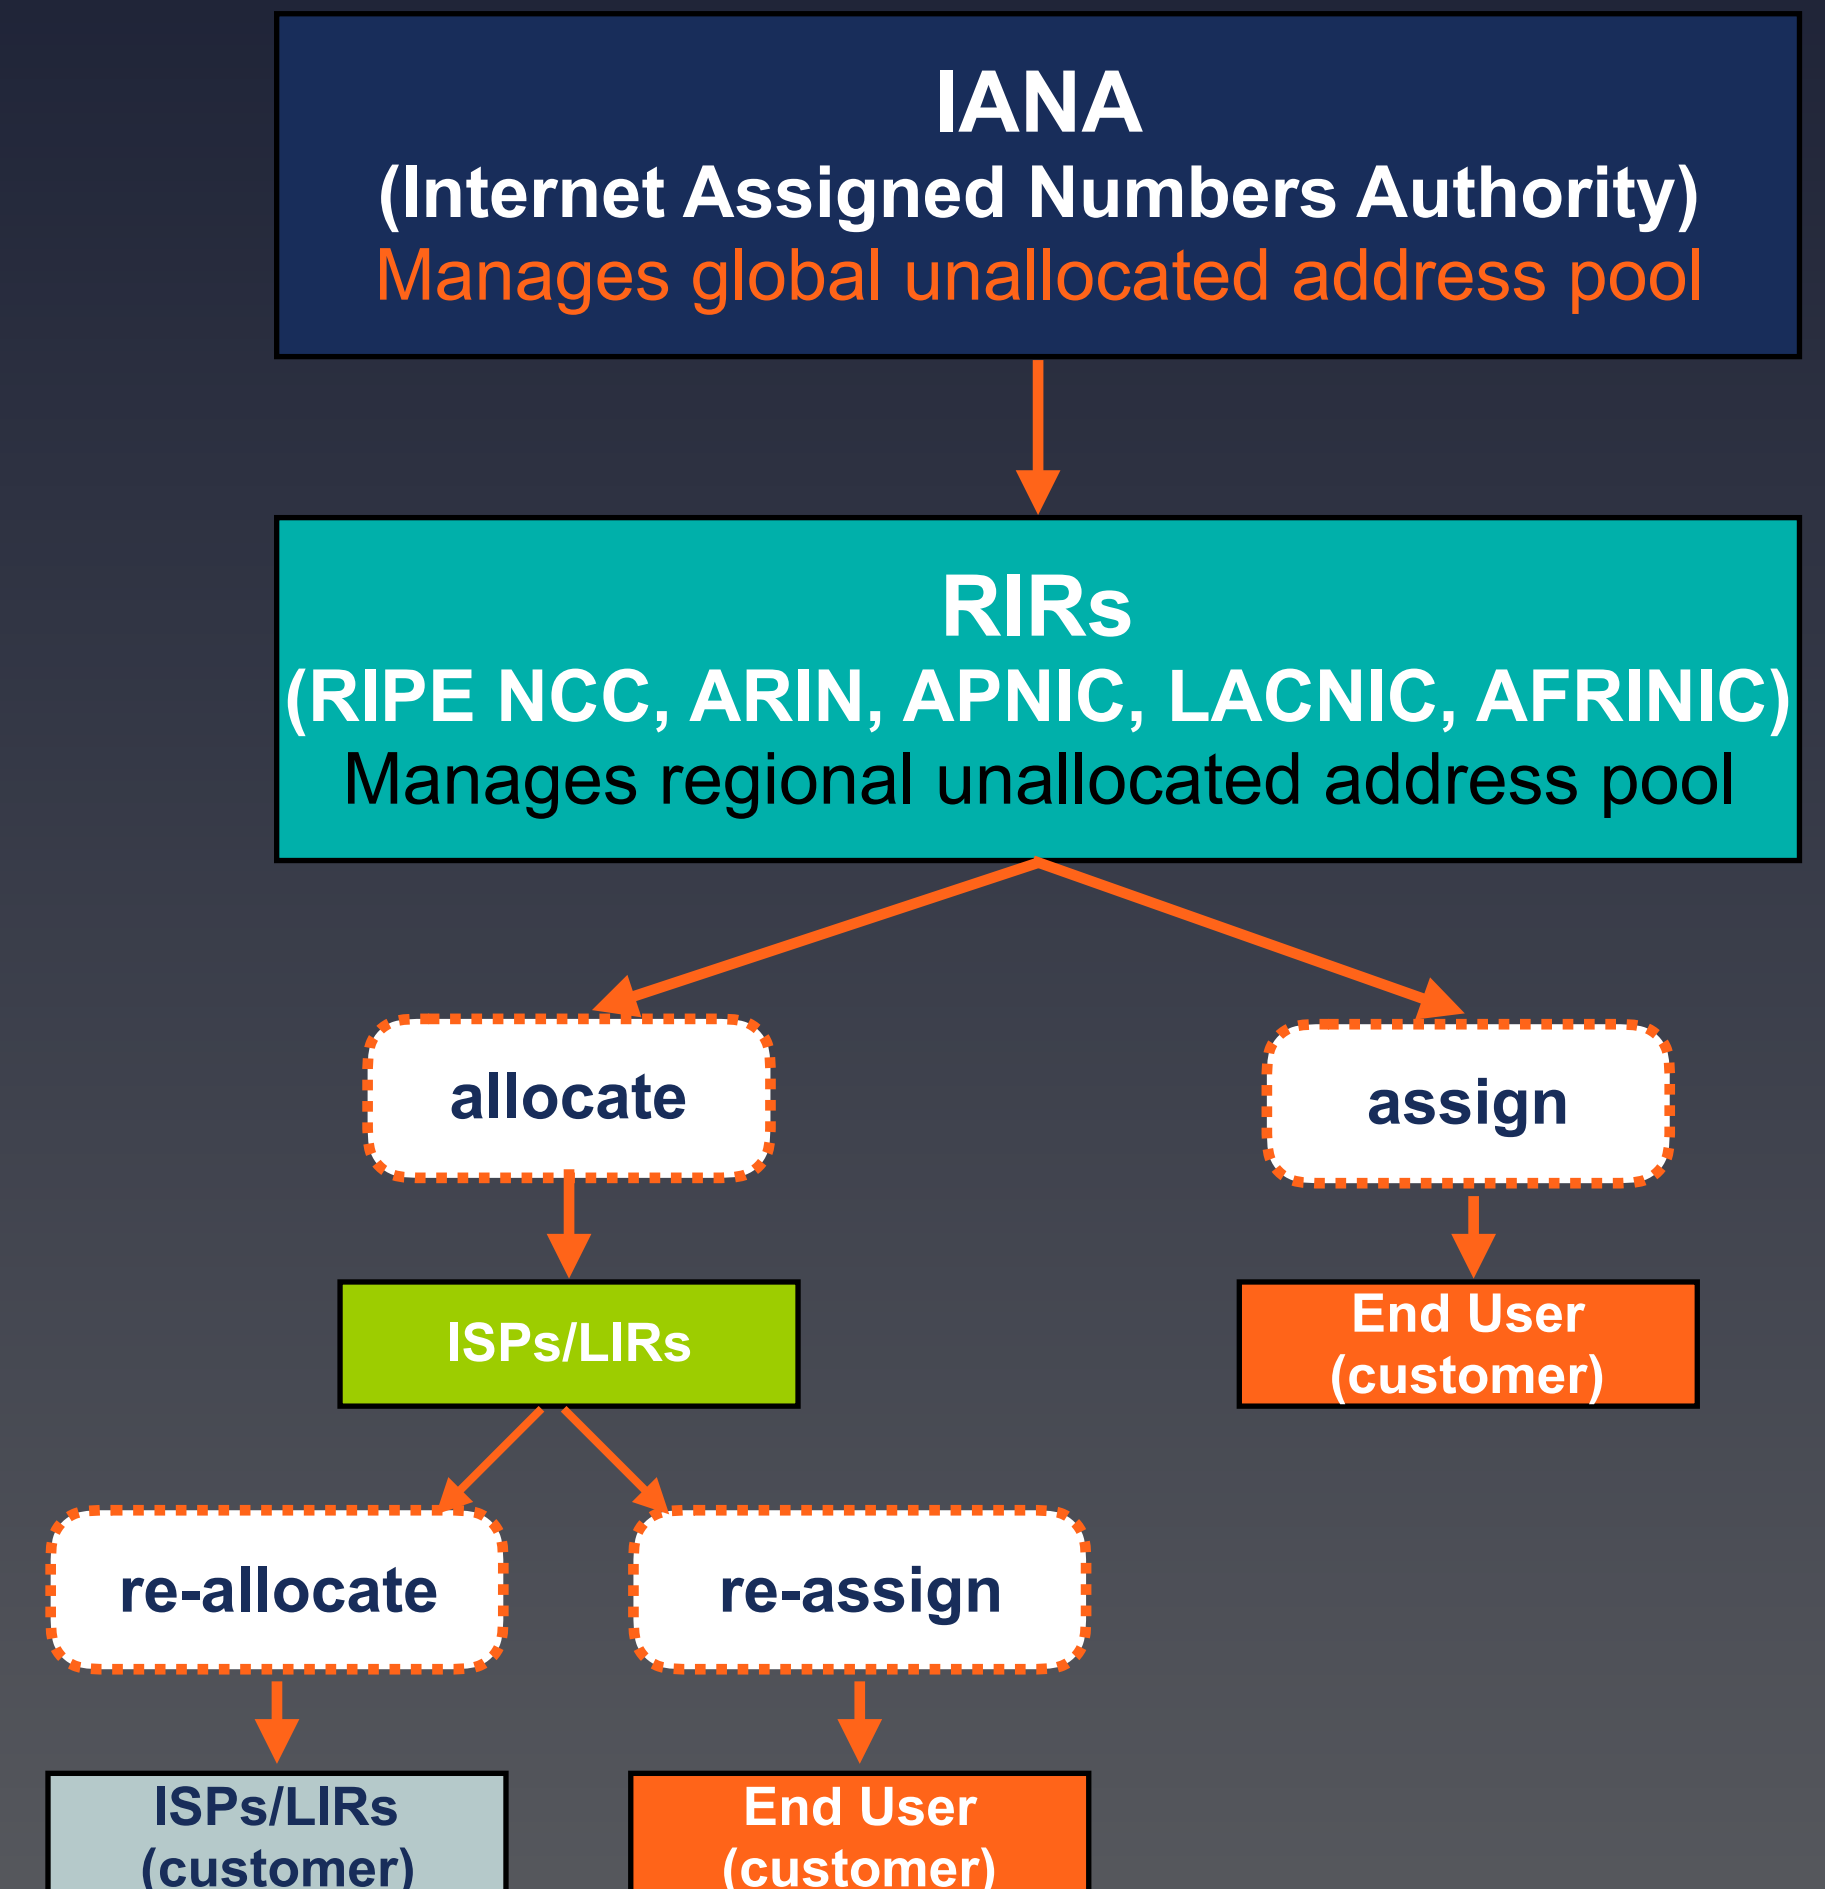 IANA
(Internet Assigned Numbers Authority)
Manages global unallocated address pool
RIRs
(RIPE NCC, ARIN, APNIC, LACNIC, AFRINIC)
Manages regional unallocated address pool
allocate
assign
ISPs/LIRs
End User
(customer)
re-allocate
re-assign
ISPs/LIRs
(customer)
End User
(customer)